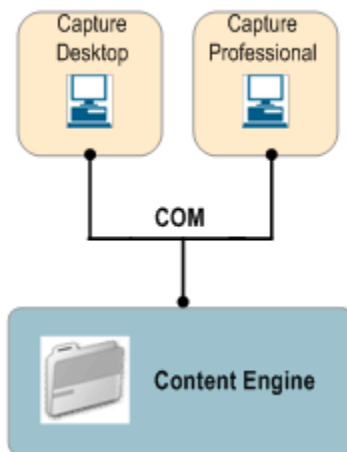 Capture
Desktop
Capture
Professional
COM
Content Engine